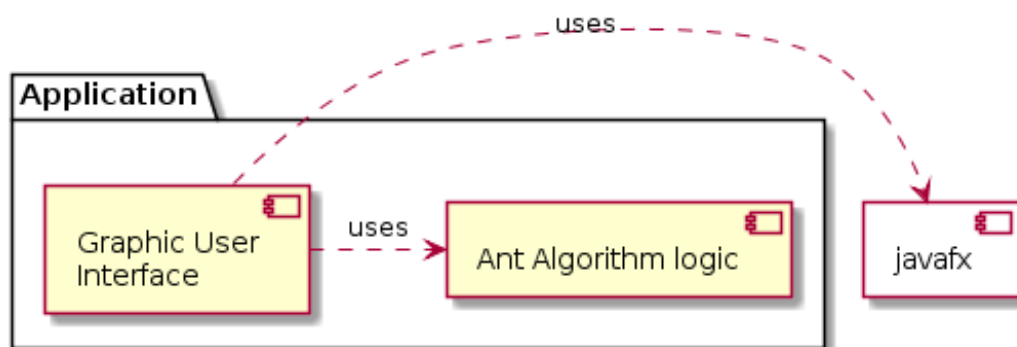 uses
Application
Graphic User
Interface
uses
Ant Algorithm logic
javafx